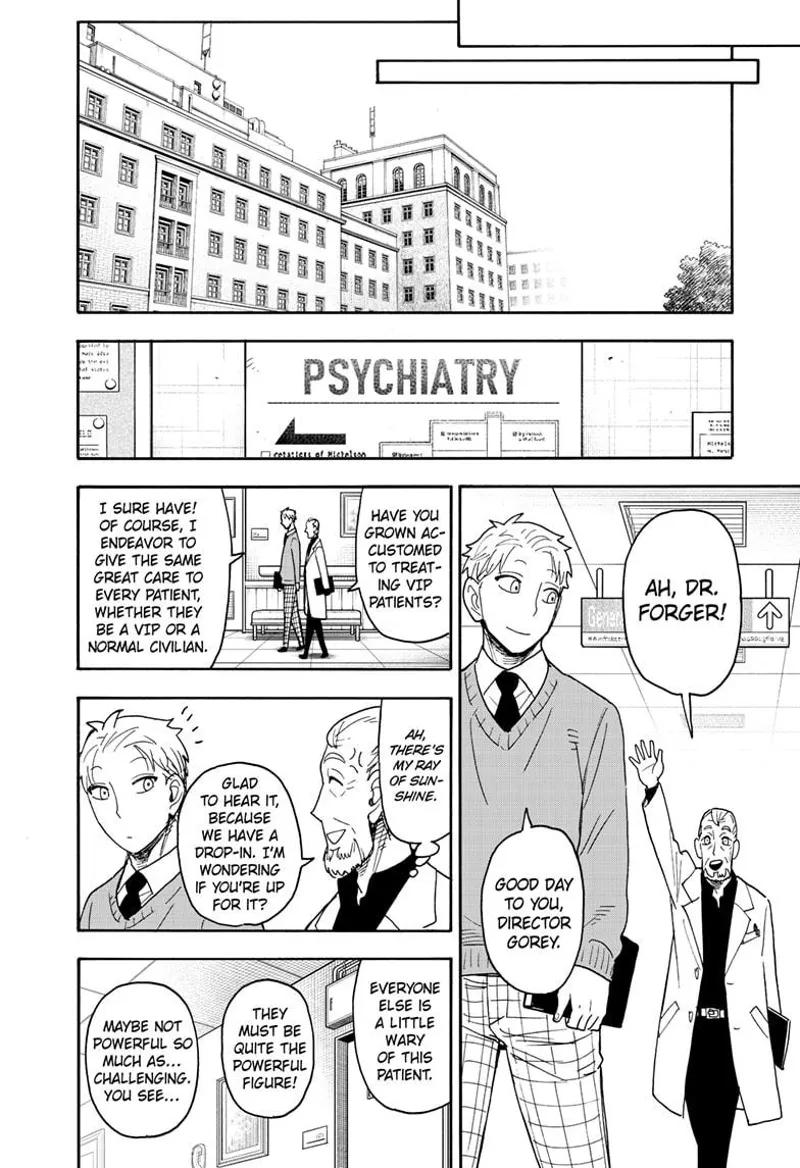 PSYCHIATRY
AH, DR.
FORGER!
GOOD DAY
TO YOU,
DIRECTOR
GOREY.
HAVE YOU
GROWN AC-
CUSTOMED
TO TREAT-
ING VIP
PATIENTS?
I SURE HAVE!
OF COURSE, I
ENDEAVOR TO
GIVE THE SAME
GREAT CARE TO
EVERY PATIENT,
WHETHER THEY
BE A VIP OR A
NORMAL CIVILIAN.
AH,
THERE'S
MY RAY
OF SUN-
SHINE.
GLAD
TO HEAR IT,
BECAUSE
WE HAVE A
DROP-IN. I'M
WONDERING
IF YOU'RE UP
FOR IT?
EVERYONE
ELSE IS
A LITTLE
WARY
OF THIS
PATIENT.
THEY
MUST BE
QUITE THE
POWERFUL
FIGURE!
MAYBE NOT
POWERFUL SO
MUCH AS...
CHALLENGING.
YOU SEE...